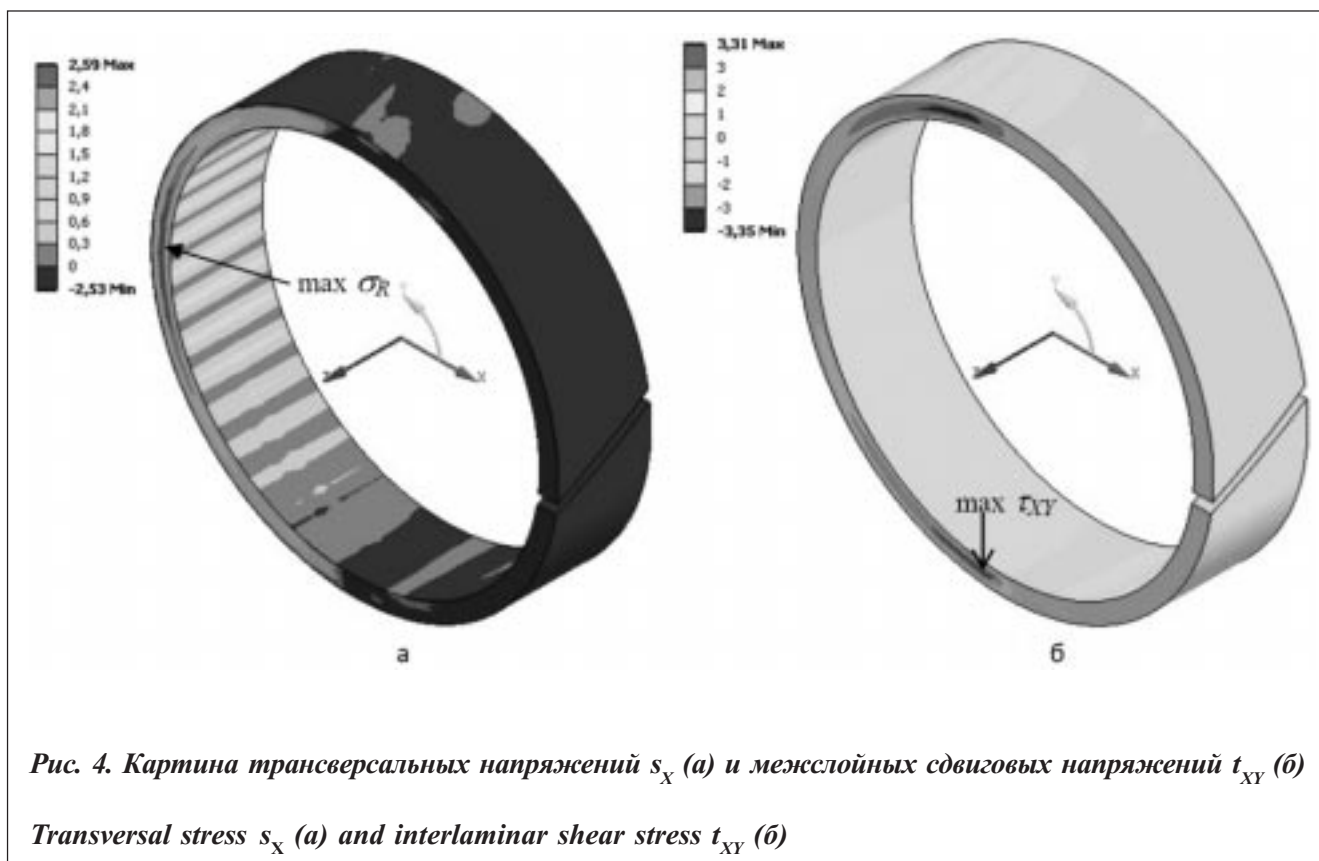 2,59 Max
2,4
2,1
1,8
1,5
1,2
0,9
0,6
0,3
0
-2,53 Min
max σR
Y
X
Z
а
3,31 Max
3
2
1
0
-1
-2
-3
-3,35 Min
max τXY
X
б
Рис. 4. Картина трансверсальных напряжений sX (а) и межслойных сдвиговых напряжений tXY (б)
Transversal stress sX (a) and interlaminar shear stress tXY (б)